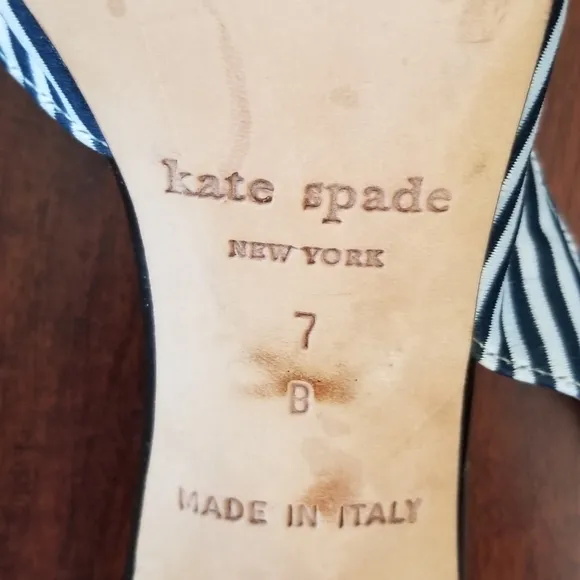 kate spade
NEW YORK
7
B
MADE IN ITALY